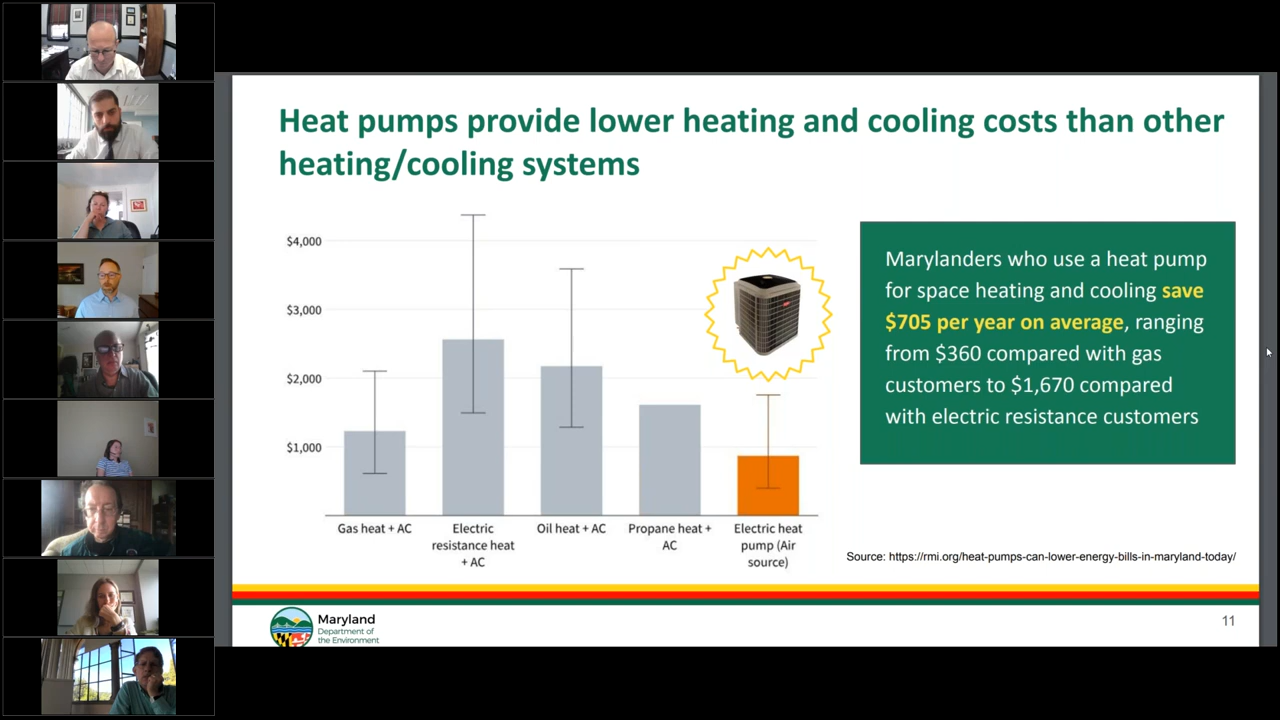 Heat pumps provide lower heating and cooling costs than other
heating/cooling systems
$4,000
$3,000
$2,000
$1,000
Gas heat + AC
Electric
resistance heat
+ AC
Oil heat + AC
Propane heat +
AC
Electric heat
pump (Air
source)
Marylanders who use a heat pump
for space heating and cooling save
$705 per year on average, ranging
from $360 compared with gas
customers to $1,670 compared
with electric resistance customers
Source: https://rmi.org/heat-pumps-can-lower-energy-bills-in-maryland-today/
Maryland
Department of
the Environment
11